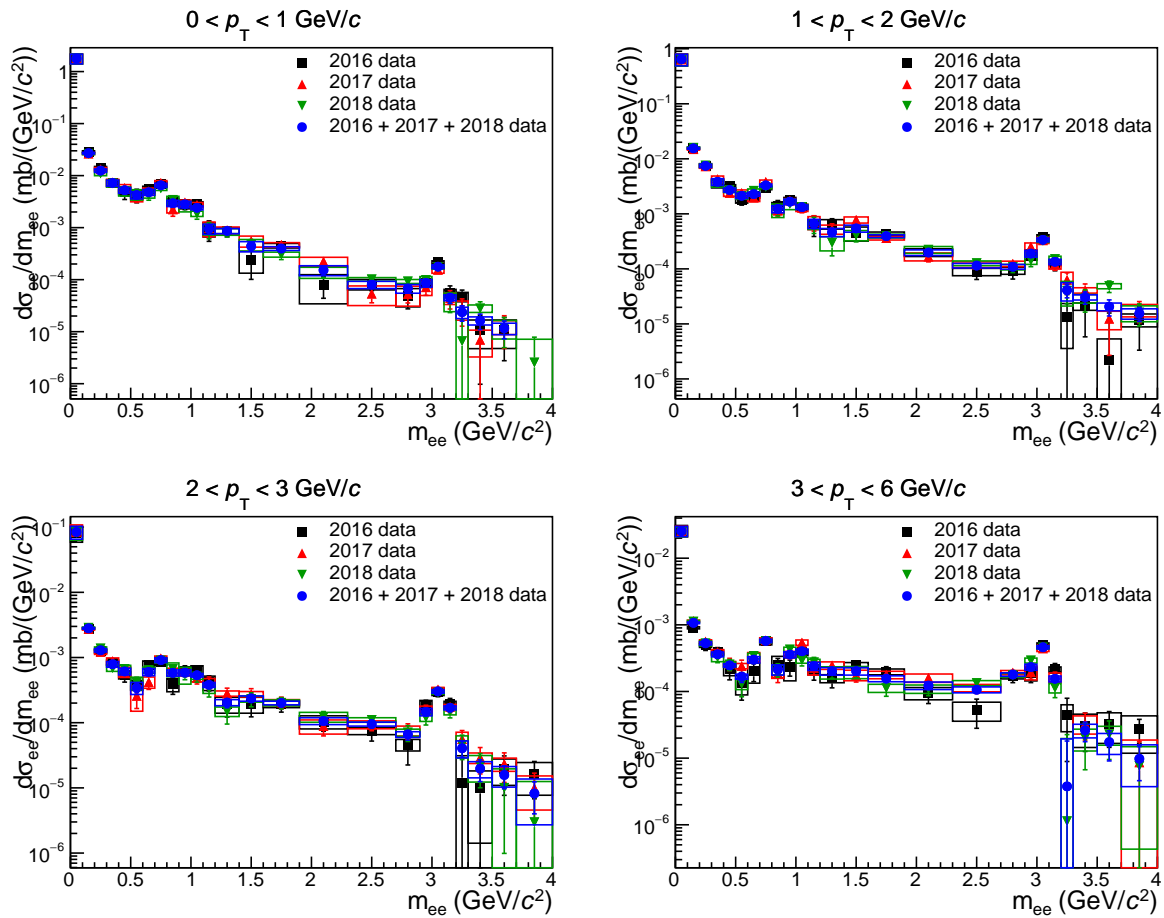 0 < p_T < 1 GeV/c
dσ_ee/dm_ee (mb/(GeV/c²))
2016 data
2017 data
2018 data
2016 + 2017 + 2018 data
1
10⁻¹
10⁻²
10⁻³
10⁻⁴
10⁻⁵
10⁻⁶
0 0.5 1 1.5 2 2.5 3 3.5 4
m_ee (GeV/c²)
1 < p_T < 2 GeV/c
dσ_ee/dm_ee (mb/(GeV/c²))
2016 data
2017 data
2018 data
2016 + 2017 + 2018 data
1
10⁻¹
10⁻²
10⁻³
10⁻⁴
10⁻⁵
10⁻⁶
0 0.5 1 1.5 2 2.5 3 3.5 4
m_ee (GeV/c²)
2 < p_T < 3 GeV/c
dσ_ee/dm_ee (mb/(GeV/c²))
2016 data
2017 data
2018 data
2016 + 2017 + 2018 data
10⁻¹
10⁻²
10⁻³
10⁻⁴
10⁻⁵
10⁻⁶
0 0.5 1 1.5 2 2.5 3 3.5 4
m_ee (GeV/c²)
3 < p_T < 6 GeV/c
dσ_ee/dm_ee (mb/(GeV/c²))
2016 data
2017 data
2018 data
2016 + 2017 + 2018 data
10⁻²
10⁻³
10⁻⁴
10⁻⁵
10⁻⁶
0 0.5 1 1.5 2 2.5 3 3.5 4
m_ee (GeV/c²)